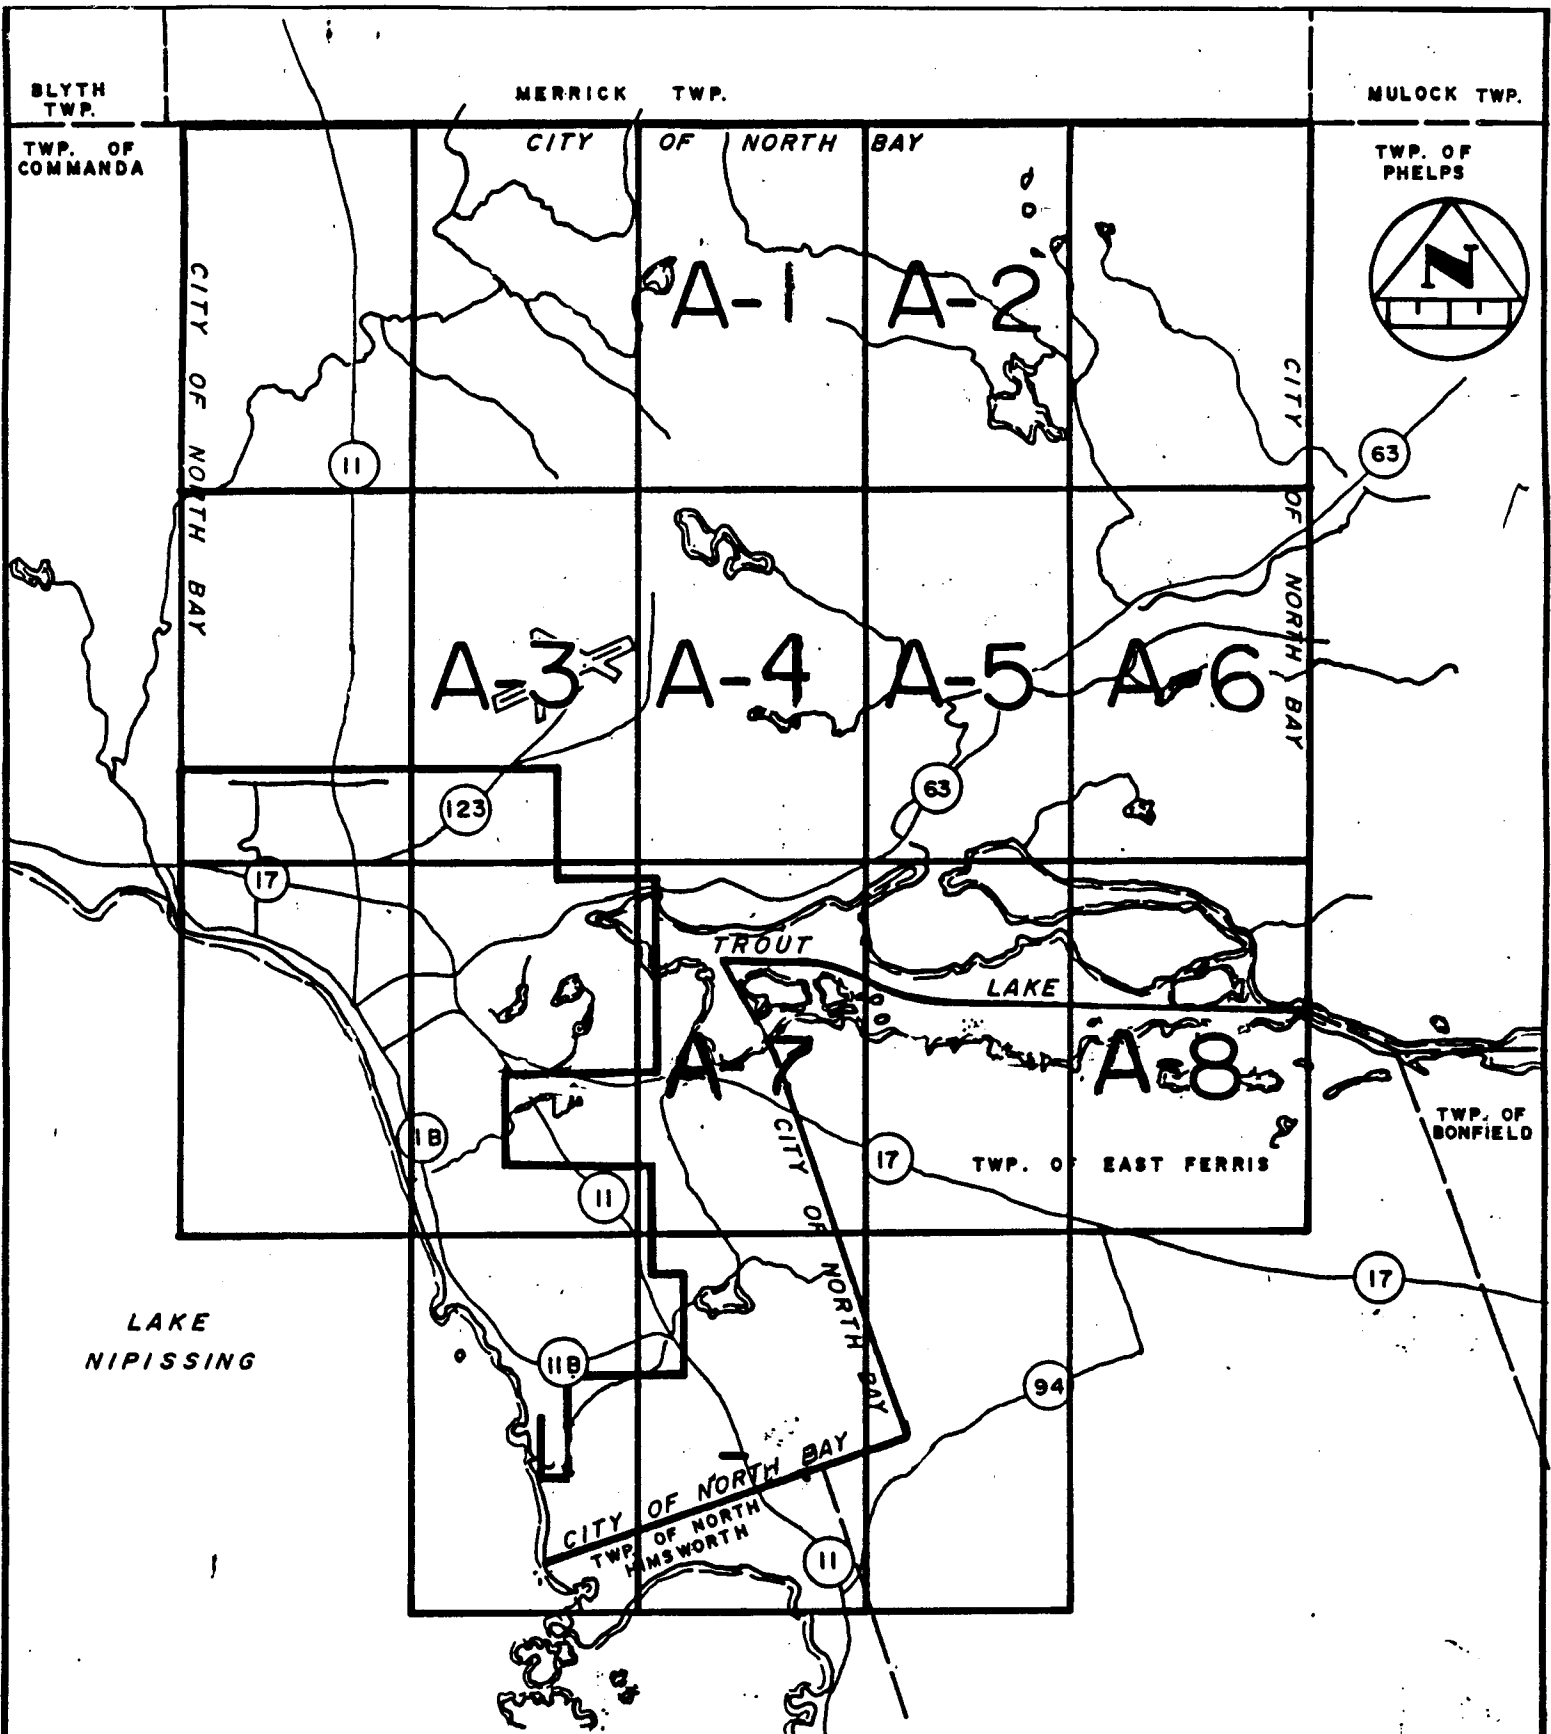 BLYTH
TWP.
MERRICK TWP.
MULOCK TWP.
TWP. OF
COMMANDA
CITY OF NORTH BAY
TWP. OF
PHELPS
N
CITY OF NORTH BAY
A-1
A-2
CITY OF NORTH BAY
11
63
A-3
A-4
A-5
A-6
123
63
17
TROUT
LAKE
A-7
A-8
11B
TWP. OF
BONFIELD
CITY OF NORTH BAY
17
TWP. OF EAST FERRIS
11
17
LAKE
NIPISSING
11B
94
CITY OF NORTH BAY
TWP. OF NORTH
HIMSWORTH
11